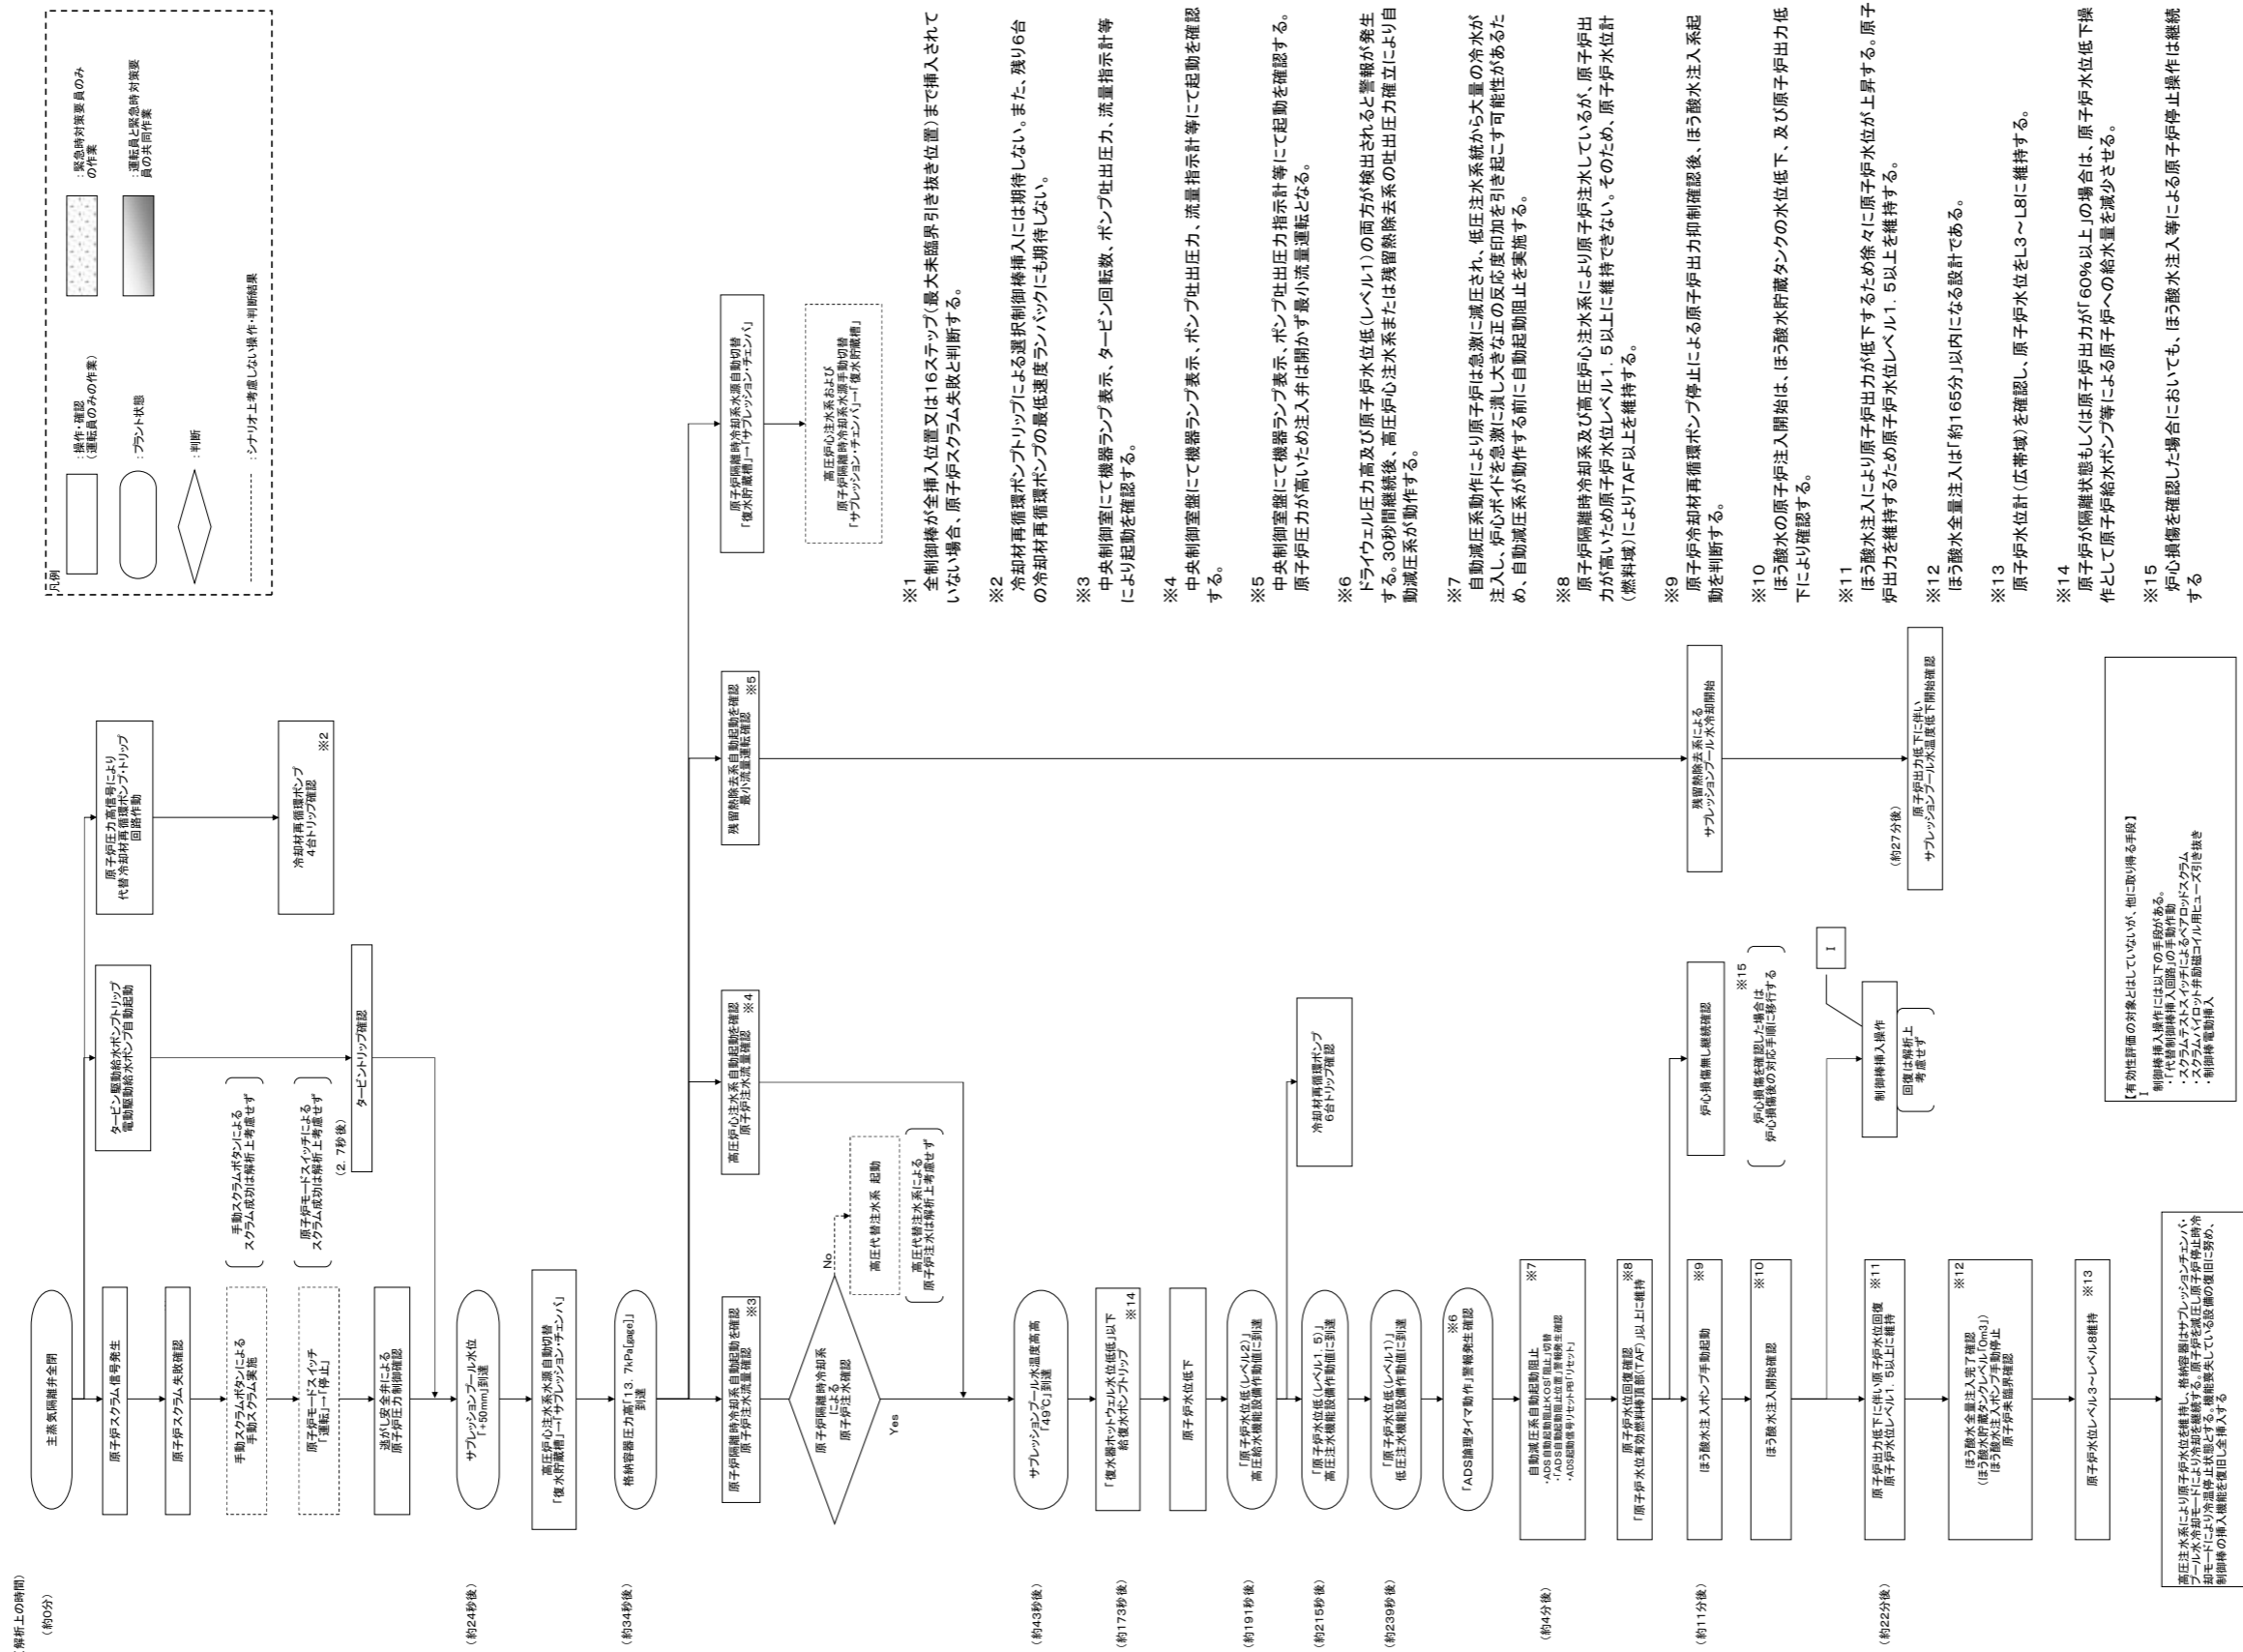 (解析上の時間)
(約0分)
主蒸気隔離弁全閉
原子炉スクラム信号発生
原子炉スクラム失敗確認
手動スクラムボタンによる
手動スクラム実施
手動スクラムボタンによる
スクラム成功は解析上考慮せず
原子炉モードスイッチ
「運転」→「停止」
原子炉モードスイッチによる
スクラム成功は解析上考慮せず
逃がし安全弁による
原子炉圧力制御確認
タービン駆動給水ポンプトリップ
電動駆動給水ポンプ自動起動
(2.7秒後)
タービントリップ確認
原子炉圧力高信号により
代替冷却材再循環ポンプ・トリップ
回路作動
冷却材再循環ポンプ
4台トリップ確認
※2
(約24秒後)
サプレッションプール水位
「+50mm」到達
高圧炉心注水系水源自動切替
「復水貯蔵槽」→「サプレッション・チェンバ」
(約34秒後)
格納容器圧力高「13.7kPa[gage]」
到達
原子炉隔離時冷却系自動起動を確認
原子炉注水流量確認 ※3
高圧炉心注水系自動起動を確認
原子炉注水流量確認 ※4
残留熱除去系自動起動を確認
最小流量運転確認 ※5
原子炉隔離時冷却系水源自動切替
「復水貯蔵槽」→「サプレッション・チェンバ」
高圧炉心注水系および
原子炉隔離時冷却系水源手動切替
「サプレッション・チェンバ」→「復水貯蔵槽」
原子炉隔離時冷却系
による
原子炉注水確認
No
Yes
高圧代替注水系 起動
高圧代替注水系による
原子炉注水は解析上考慮せず
(約43秒後)
サプレッションプール水温度高高
「49℃」到達
(約173秒後)
「復水器ホットウェル水位低低」以下
給復水ポンプトリップ ※14
原子炉水位低下
(約191秒後)
「原子炉水位低(レベル2)」
高圧給水機能設備作動値に到達
(約215秒後)
「原子炉水位低(レベル1.5)」
高圧注水機能設備作動値に到達
冷却材再循環ポンプ
6台トリップ確認
(約239秒後)
「原子炉水位低(レベル1)」
低圧注水機能設備作動値に到達
※6
「ADS論理タイマ動作」警報発生確認
(約4分後)
自動減圧系自動起動阻止 ※7
・ADS自動起動阻止COS「阻止」切替
・「ADS自動起動阻止位置」警報発生確認
・ADS起動信号リセットPB「リセット」
原子炉水位回復確認 ※8
「原子炉水位有効燃料棒頂部(TAF)」以上に維持
(約11分後)
ほう酸水注入ポンプ手動起動 ※9
炉心損傷無し継続確認
※15
炉心損傷を確認した場合は
炉心損傷後の対応手順に移行する
残留熱除去系による
サプレッションプール水冷却開始
ほう酸水注入開始確認 ※10
(約22分後)
原子炉出力低下に伴い原子炉水位回復 ※11
原子炉水位レベル1.5以上に維持
制御棒挿入操作
I
回復は解析上
考慮せず
(約27分後)
原子炉出力低下に伴い
サプレッションプール水温度低下開始確認
ほう酸水全量注入完了確認 ※12
(ほう酸水貯蔵タンクレベル「0m3」)
ほう酸水注入ポンプ手動停止
原子炉未臨界確認
原子炉水位レベル3~レベル8維持 ※13
高圧注水系により原子炉水位を維持し、格納容器はサプレッションチェンバ・
プール水冷却モードにより冷却を継続する。原子炉を減圧し原子炉停止時冷
却モードにより冷温停止状態とする。機能喪失している設備の復旧に努め、
制御棒の挿入機能を復旧し全挿入する
【有効性評価の対象とはしていないが、他に取り得る手段】
I
制御棒挿入操作には以下の手段がある。
・「代替制御棒挿入回路」の手動作動
・スクラムテストスイッチによるペアロッドスクラム
・スクラムパイロット弁励磁コイル用ヒューズ引き抜き
・制御棒電動挿入
凡例
:操作・確認
(運転員のみの作業)
:プラント状態
:判断
:シナリオ上考慮しない操作・判断結果
:緊急時対策要員のみ
の作業
:運転員と緊急時対策要
員の共同作業
※1
全制御棒が全挿入位置又は16ステップ(最大未臨界引き抜き位置)まで挿入されて
いない場合、原子炉スクラム失敗と判断する。
※2
冷却材再循環ポンプトリップによる選択制御棒挿入には期待しない。また、残り6台
の冷却材再循環ポンプの最低速度ランバックにも期待しない。
※3
中央制御室にて機器ランプ表示、タービン回転数、ポンプ吐出圧力、流量指示計等
により起動を確認する。
※4
中央制御室盤にて機器ランプ表示、ポンプ吐出圧力、流量指示計等にて起動を確認
する。
※5
中央制御室盤にて機器ランプ表示、ポンプ吐出圧力指示計等にて起動を確認する。
原子炉圧力が高いため注入弁は開かず最小流量運転となる。
※6
ドライウェル圧力高及び原子炉水位低(レベル1)の両方が検出されると警報が発生
する。30秒間継続後、高圧炉心注水系または残留熱除去系の吐出圧力確立により自
動減圧系が動作する。
※7
自動減圧系動作により原子炉は急激に減圧され、低圧注水系統から大量の冷水が
注入し、炉心ボイドを急激に潰し大きな正の反応度印加を引き起こす可能性があるた
め、自動減圧系が動作する前に自動起動阻止を実施する。
※8
原子炉隔離時冷却系及び高圧炉心注水系により原子炉注水しているが、原子炉出
力が高いため原子炉水位レベル1.5以上に維持できない。そのため、原子炉水位計
(燃料域)によりTAF以上を維持する。
※9
原子炉冷却材再循環ポンプ停止による原子炉出力抑制確認後、ほう酸水注入系起
動を判断する。
※10
ほう酸水の原子炉注入開始は、ほう酸水貯蔵タンクの水位低下、及び原子炉出力低
下により確認する。
※11
ほう酸水注入により原子炉出力が低下するため徐々に原子炉水位が上昇する。原子
炉出力を維持するため原子炉水位レベル1.5以上を維持する。
※12
ほう酸水全量注入は「約165分」以内になる設計である。
※13
原子炉水位計(広帯域)を確認し、原子炉水位をL3~L8に維持する。
※14
原子炉が隔離状態もしくは原子炉出力が「60%以上」の場合は、原子炉水位低下操
作として原子炉給水ポンプ等による原子炉への給水量を減少させる。
※15
炉心損傷を確認した場合においても、ほう酸水注入等による原子炉停止操作は継続
する